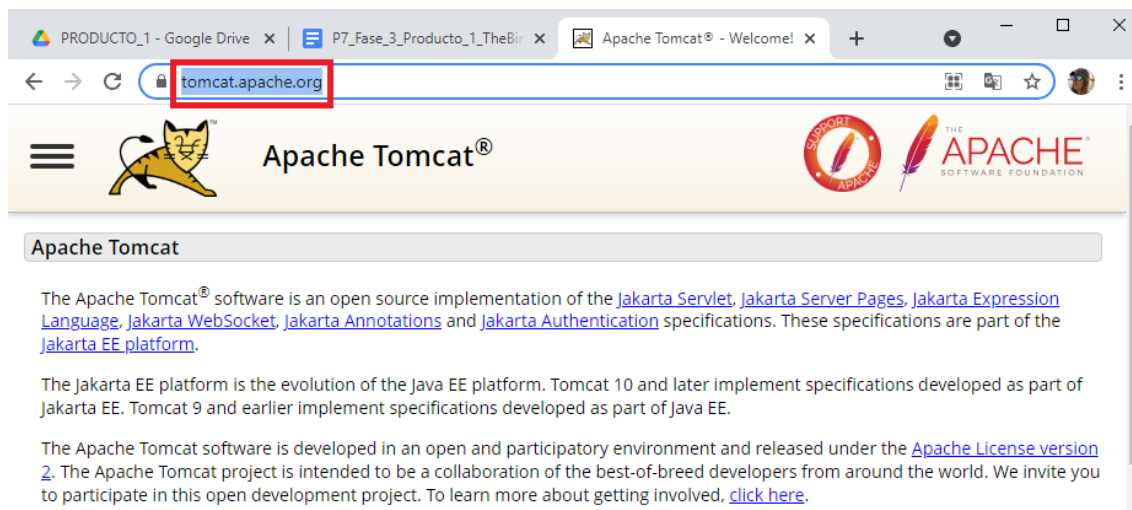 PRODUCTO_1 - Google Drive
P7_Fase_3_Producto_1_TheBi
Apache Tomcat® - Welcome!
tomcat.apache.org
Apache Tomcat®
SUPPORT APACHE
THE
APACHE®
SOFTWARE FOUNDATION
Apache Tomcat
The Apache Tomcat® software is an open source implementation of the Jakarta Servlet, Jakarta Server Pages, Jakarta Expression
Language, Jakarta WebSocket, Jakarta Annotations and Jakarta Authentication specifications. These specifications are part of the
Jakarta EE platform.
The Jakarta EE platform is the evolution of the Java EE platform. Tomcat 10 and later implement specifications developed as part of
Jakarta EE. Tomcat 9 and earlier implement specifications developed as part of Java EE.
The Apache Tomcat software is developed in an open and participatory environment and released under the Apache License version
2. The Apache Tomcat project is intended to be a collaboration of the best-of-breed developers from around the world. We invite you
to participate in this open development project. To learn more about getting involved, click here.